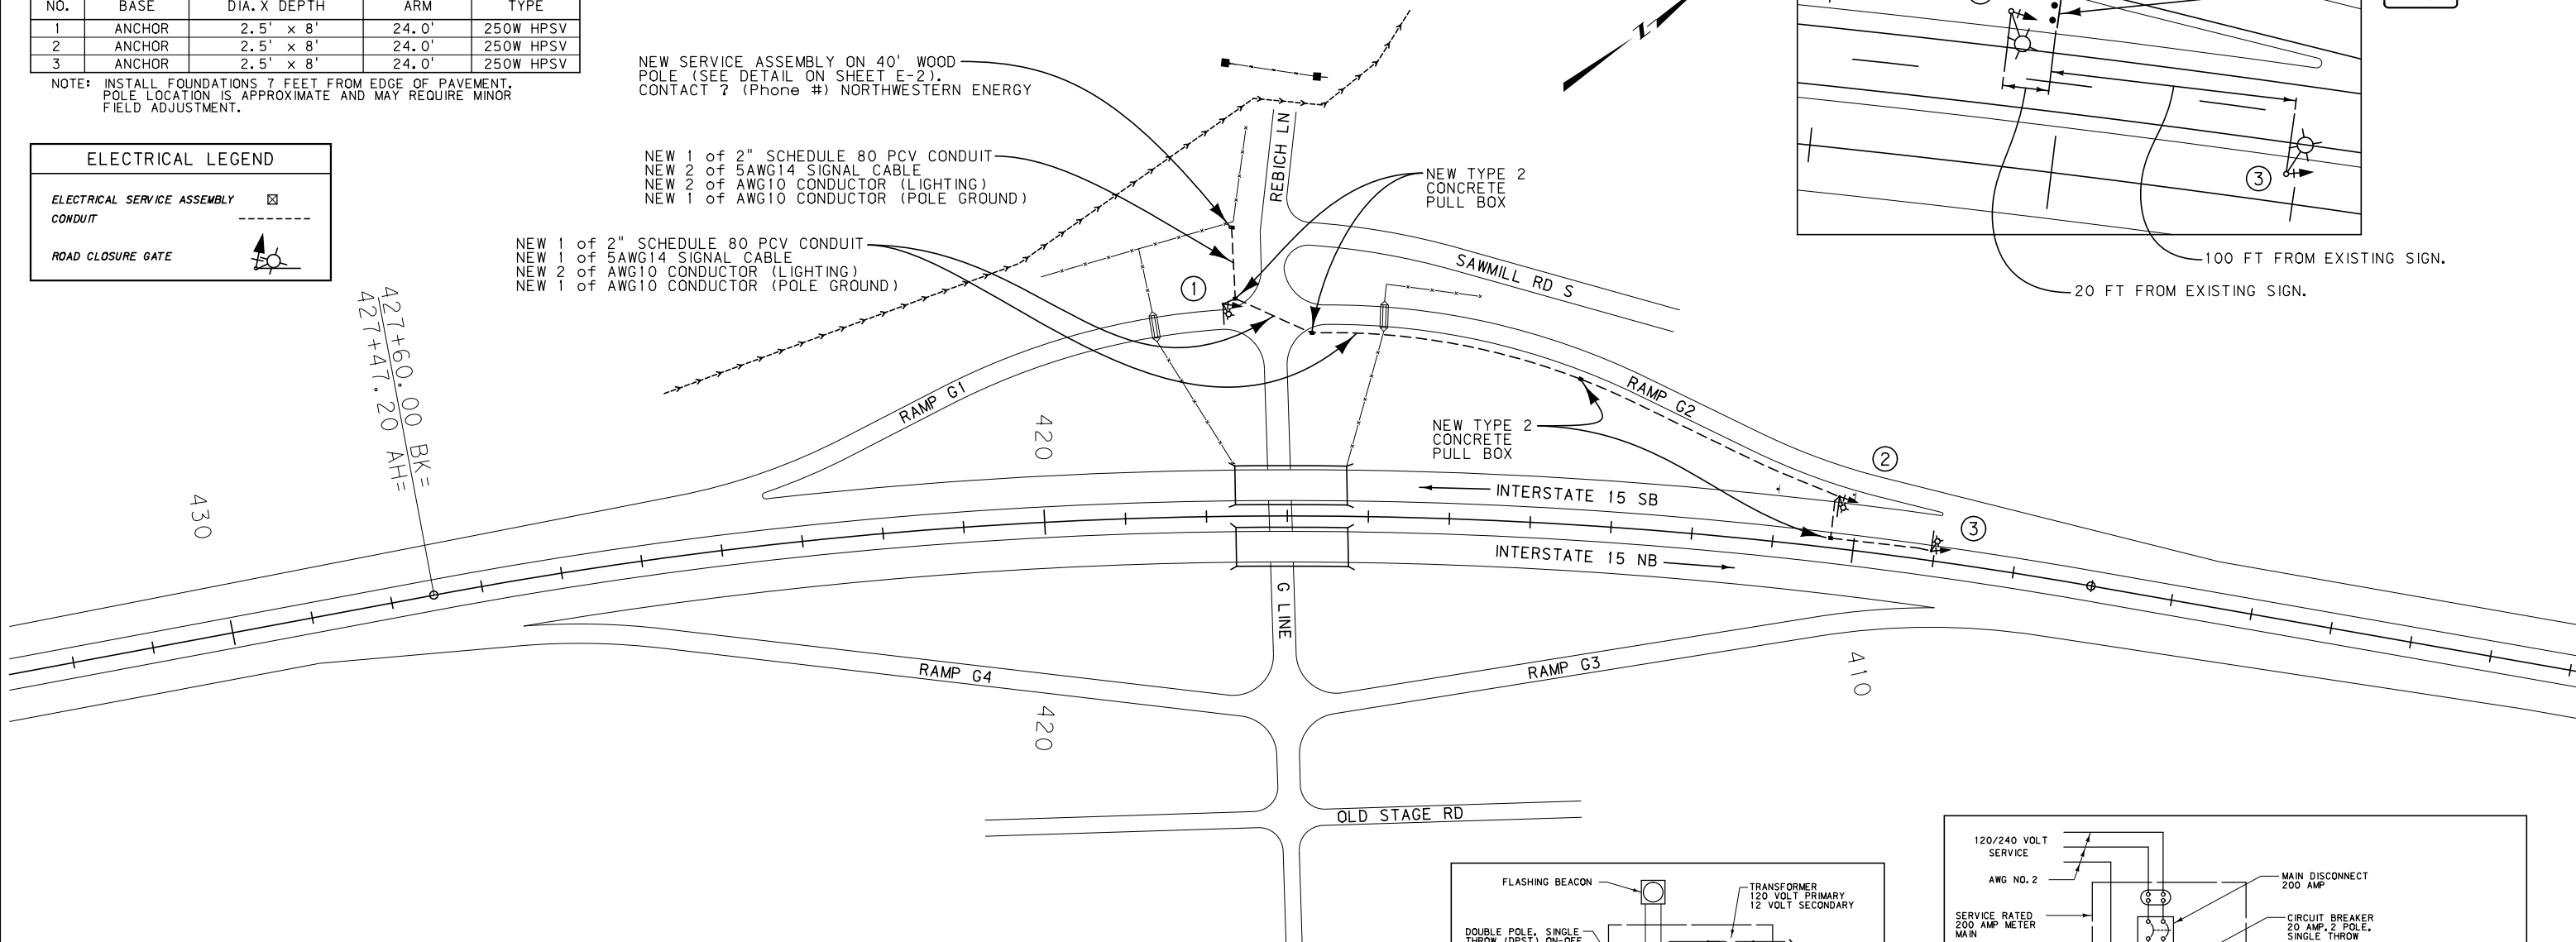 NO. BASE DIA. X DEPTH ARM TYPE
1 ANCHOR 2.5' x 8' 24.0' 250W HPSV
2 ANCHOR 2.5' x 8' 24.0' 250W HPSV
3 ANCHOR 2.5' x 8' 24.0' 250W HPSV
NOTE: INSTALL FOUNDATIONS 7 FEET FROM EDGE OF PAVEMENT.
POLE LOCATION IS APPROXIMATE AND MAY REQUIRE MINOR
FIELD ADJUSTMENT.
ELECTRICAL LEGEND
ELECTRICAL SERVICE ASSEMBLY
CONDUIT
ROAD CLOSURE GATE
NEW SERVICE ASSEMBLY ON 40' WOOD
POLE (SEE DETAIL ON SHEET E-2).
CONTACT ? (Phone #) NORTHWESTERN ENERGY
NEW 1 of 2" SCHEDULE 80 PCV CONDUIT
NEW 2 of 5AWG14 SIGNAL CABLE
NEW 2 of AWG10 CONDUCTOR (LIGHTING)
NEW 1 of AWG10 CONDUCTOR (POLE GROUND)
NEW 1 of 2" SCHEDULE 80 PCV CONDUIT
NEW 1 of 5AWG14 SIGNAL CABLE
NEW 2 of AWG10 CONDUCTOR (LIGHTING)
NEW 1 of AWG10 CONDUCTOR (POLE GROUND)
REBICH LN
NEW TYPE 2
CONCRETE
PULL BOX
N
3
100 FT FROM EXISTING SIGN.
20 FT FROM EXISTING SIGN.
SAWMILL RD S
1
427+60.00 BK=
427+47.20 AH=
RAMP G1
RAMP G2
420
NEW TYPE 2
CONCRETE
PULL BOX
2
430
INTERSTATE 15 SB
3
INTERSTATE 15 NB
G LINE
RAMP G4
RAMP G3
410
420
OLD STAGE RD
FLASHING BEACON
TRANSFORMER
120 VOLT PRIMARY
12 VOLT SECONDARY
DOUBLE POLE, SINGLE
THROW (DPST) ON-OFF
120/240 VOLT
SERVICE
AWG NO. 2
SERVICE RATED
200 AMP METER
MAIN
MAIN DISCONNECT
200 AMP
CIRCUIT BREAKER
20 AMP, 2 POLE,
SINGLE THROW